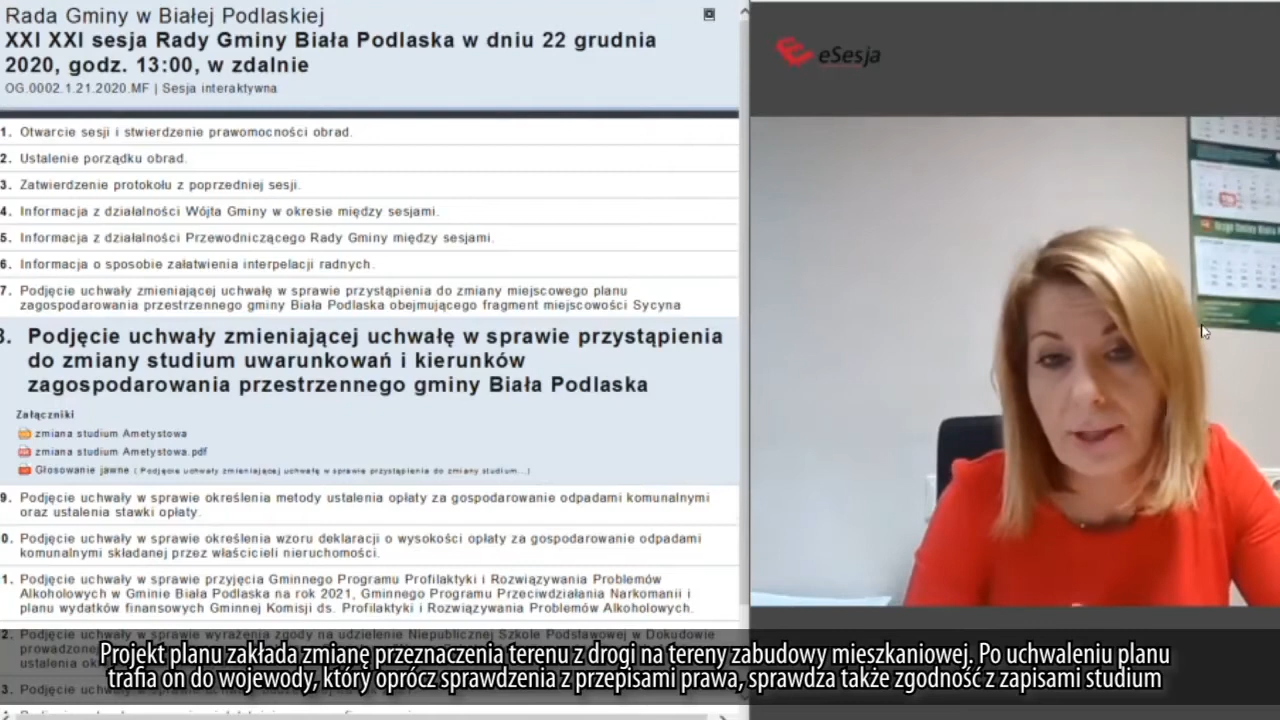 Rada Gminy w Białej Podlaskiej
XXI XXI sesja Rady Gminy Biała Podlaska w dniu 22 grudnia
2020, godz. 13:00, w zdalnie
OG.0002.1.21.2020.MF | Sesja interaktywna
1. Otwarcie sesji i stwierdzenie prawomocności obrad.
2. Ustalenie porządku obrad.
3. Zatwierdzenie protokołu z poprzedniej sesji.
4. Informacja z działalności Wójta Gminy w okresie między sesjami.
5. Informacja z działalności Przewodniczącego Rady Gminy między sesjami.
6. Informacja o sposobie załatwienia interpelacji radnych.
7. Podjęcie uchwały zmieniającej uchwałę w sprawie przystąpienia do zmiany miejscowego planu
zagospodarowania przestrzennego gminy Biała Podlaska obejmującego fragment miejscowości Sycyna
8. Podjęcie uchwały zmieniającej uchwałę w sprawie przystąpienia
do zmiany studium uwarunkowań i kierunków
zagospodarowania przestrzennego gminy Biała Podlaska
Załączniki
zmiana studium Ametystowa
zmiana studium Ametystowa.pdf
Głosowanie jawne ( Podjęcie uchwały zmieniającej uchwałę w sprawie przystąpienia do zmiany studium...)
9. Podjęcie uchwały w sprawie określenia metody ustalenia opłaty za gospodarowanie odpadami komunalnymi
oraz ustalenia stawki opłaty.
0. Podjęcie uchwały w sprawie określenia wzoru deklaracji o wysokości opłaty za gospodarowanie odpadami
komunalnymi składanej przez właścicieli nieruchomości.
1. Podjęcie uchwały w sprawie przyjęcia Gminnego Programu Profilaktyki i Rozwiązywania Problemów
Alkoholowych w Gminie Biała Podlaska na rok 2021, Gminnego Programu Przeciwdziałania Narkomanii i
planu wydatków finansowych Gminnej Komisji ds. Profilaktyki i Rozwiązywania Problemów Alkoholowych.
2. Podjęcie uchwały w sprawie wyrażenia zgody na udzielenie Niepublicznej Szkole Podstawowej w Dokudowie
3. Podjęcie uchwały w
eSesja
Projekt planu zakłada zmianę przeznaczenia terenu z drogi na tereny zabudowy mieszkaniowej. Po uchwaleniu planu
trafia on do wojewody, który oprócz sprawdzenia z przepisami prawa, sprawdza także zgodność z zapisami studium